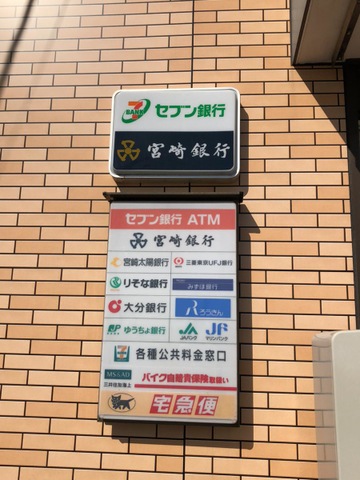 7 BANK セブン銀行
宮崎銀行
セブン銀行 ATM
宮崎銀行
宮崎太陽銀行 三菱東京UFJ銀行
りそな銀行 みずほ銀行
大分銀行 ろうきん
JP ゆうちょ銀行 JA JAバンク JF マリンバンク
各種公共料金窓口
MS&AD 三井住友海上 バイク自賠責保険取扱い
宅急便